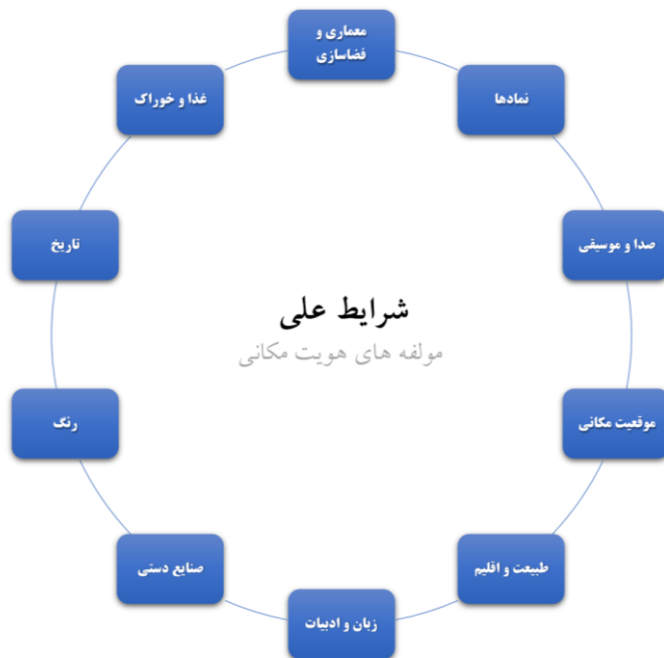 معماری و
فضاسازی
نمادها
صدا و موسیقی
موقعیت مکانی
طبیعت و اقلیم
زبان و ادبیات
صنایع دستی
رنگ
تاریخ
غذا و خوراک
شرایط علی
مولفه های هویت مکانی